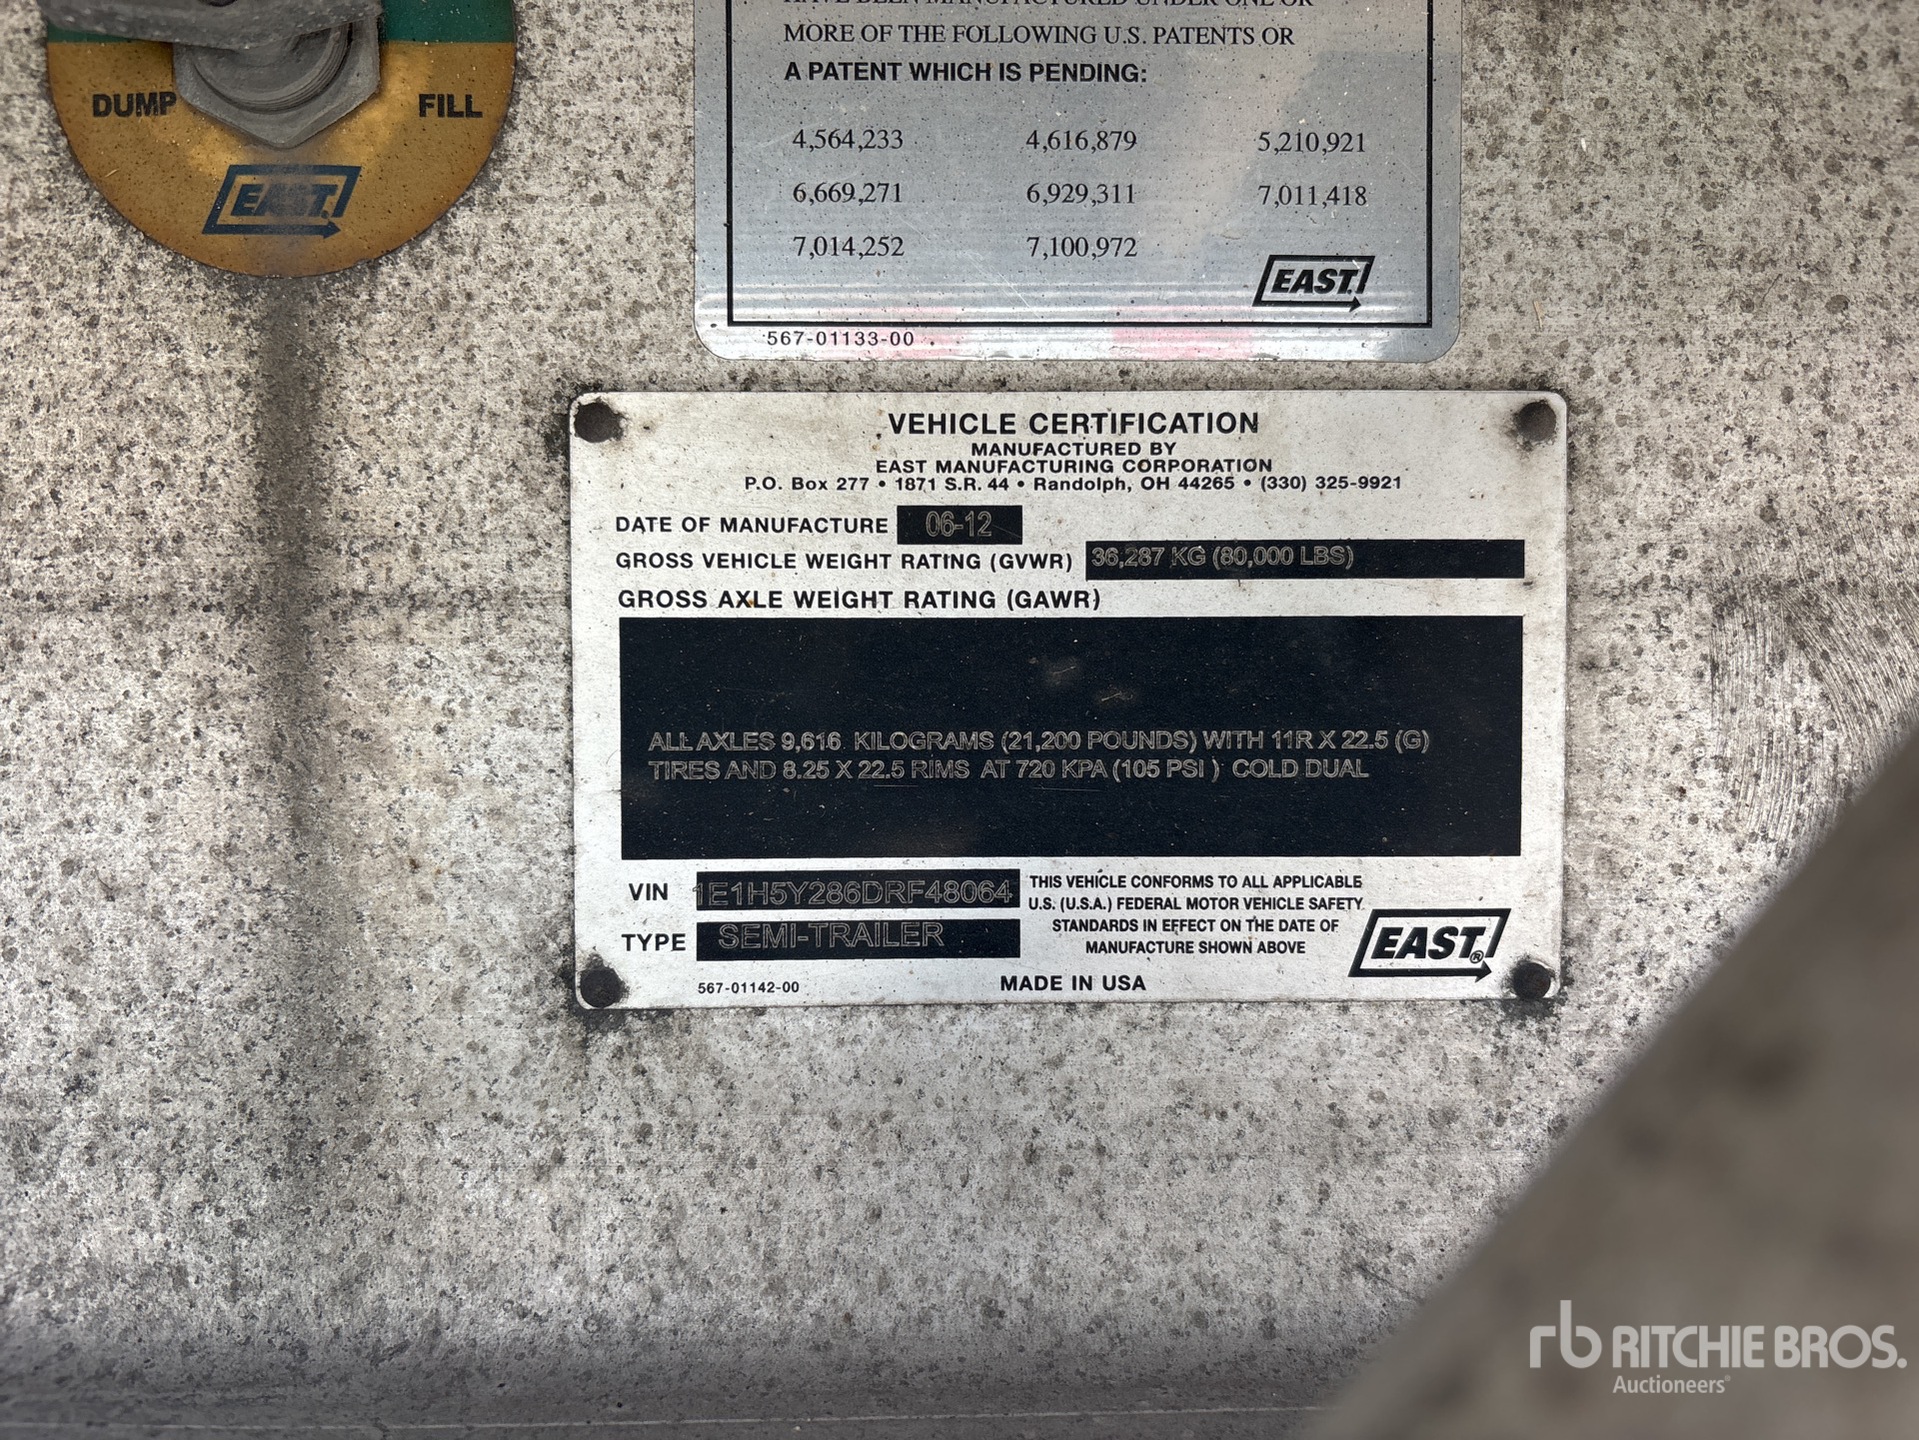 DUMP FILL
EAST
HAVE BEEN MANUFACTURED UNDER ONE OR
MORE OF THE FOLLOWING U.S. PATENTS OR
A PATENT WHICH IS PENDING:
4,564,233 4,616,879 5,210,921
6,669,271 6,929,311 7,011,418
7,014,252 7,100,972
EAST
567-01133-00
VEHICLE CERTIFICATION
MANUFACTURED BY
EAST MANUFACTURING CORPORATION
P.O. Box 277 • 1871 S.R. 44 • Randolph, OH 44265 • (330) 325-9921
DATE OF MANUFACTURE 06-12
GROSS VEHICLE WEIGHT RATING (GVWR) 36,287 KG (80,000 LBS)
GROSS AXLE WEIGHT RATING (GAWR)
ALL AXLES 9,616 KILOGRAMS (21,200 POUNDS) WITH 11R X 22.5 (G)
TIRES AND 8.25 X 22.5 RIMS AT 720 KPA (105 PSI ) COLD DUAL
VIN 1E1H5Y286DRF48064
TYPE SEMI-TRAILER
THIS VEHICLE CONFORMS TO ALL APPLICABLE
U.S. (U.S.A.) FEDERAL MOTOR VEHICLE SAFETY
STANDARDS IN EFFECT ON THE DATE OF
MANUFACTURE SHOWN ABOVE
EAST®
567-01142-00
MADE IN USA
rb RITCHIE BROS.
Auctioneers®